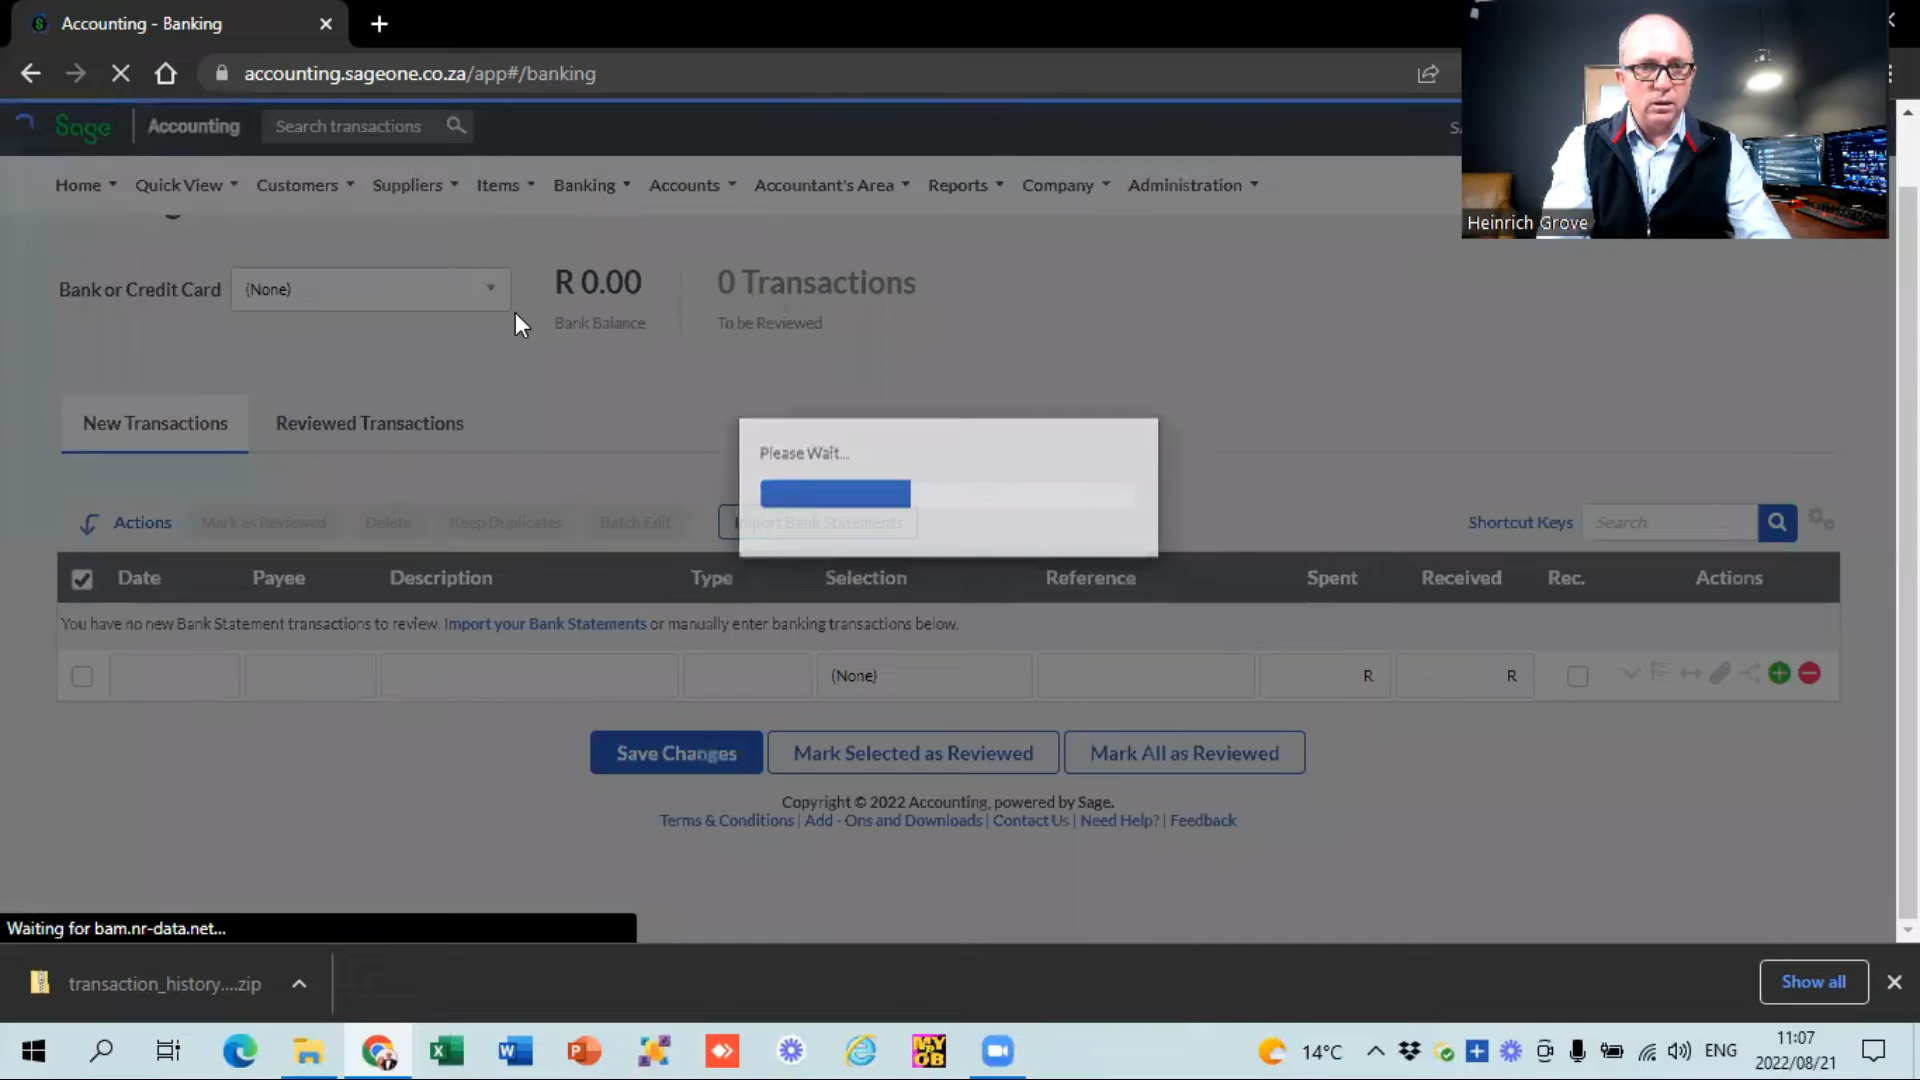 Accounting - Banking
accounting.sageone.co.za/app#/banking
Sage Accounting Search transactions
Home Quick View Customers Suppliers Items Banking Accounts Accountant's Area Reports Company Administration
Heinrich Grove
Bank or Credit Card (None) R 0.00 0 Transactions
Bank Balance To be Reviewed
New Transactions Reviewed Transactions
Please Wait...
Actions Mark as Reviewed Delete Keep Duplicates Batch Edit Import Bank Statements Shortcut Keys Search
Date Payee Description Type Selection Reference Spent Received Rec. Actions
You have no new Bank Statement transactions to review. Import your Bank Statements or manually enter banking transactions below.
(None) R R
Save Changes Mark Selected as Reviewed Mark All as Reviewed
Copyright © 2022 Accounting, powered by Sage.
Terms & Conditions | Add - Ons and Downloads | Contact Us | Need Help? | Feedback
Waiting for bam.nr-data.net...
transaction_history....zip Show all
14°C ENG 11:07
2022/08/21
MY
OB